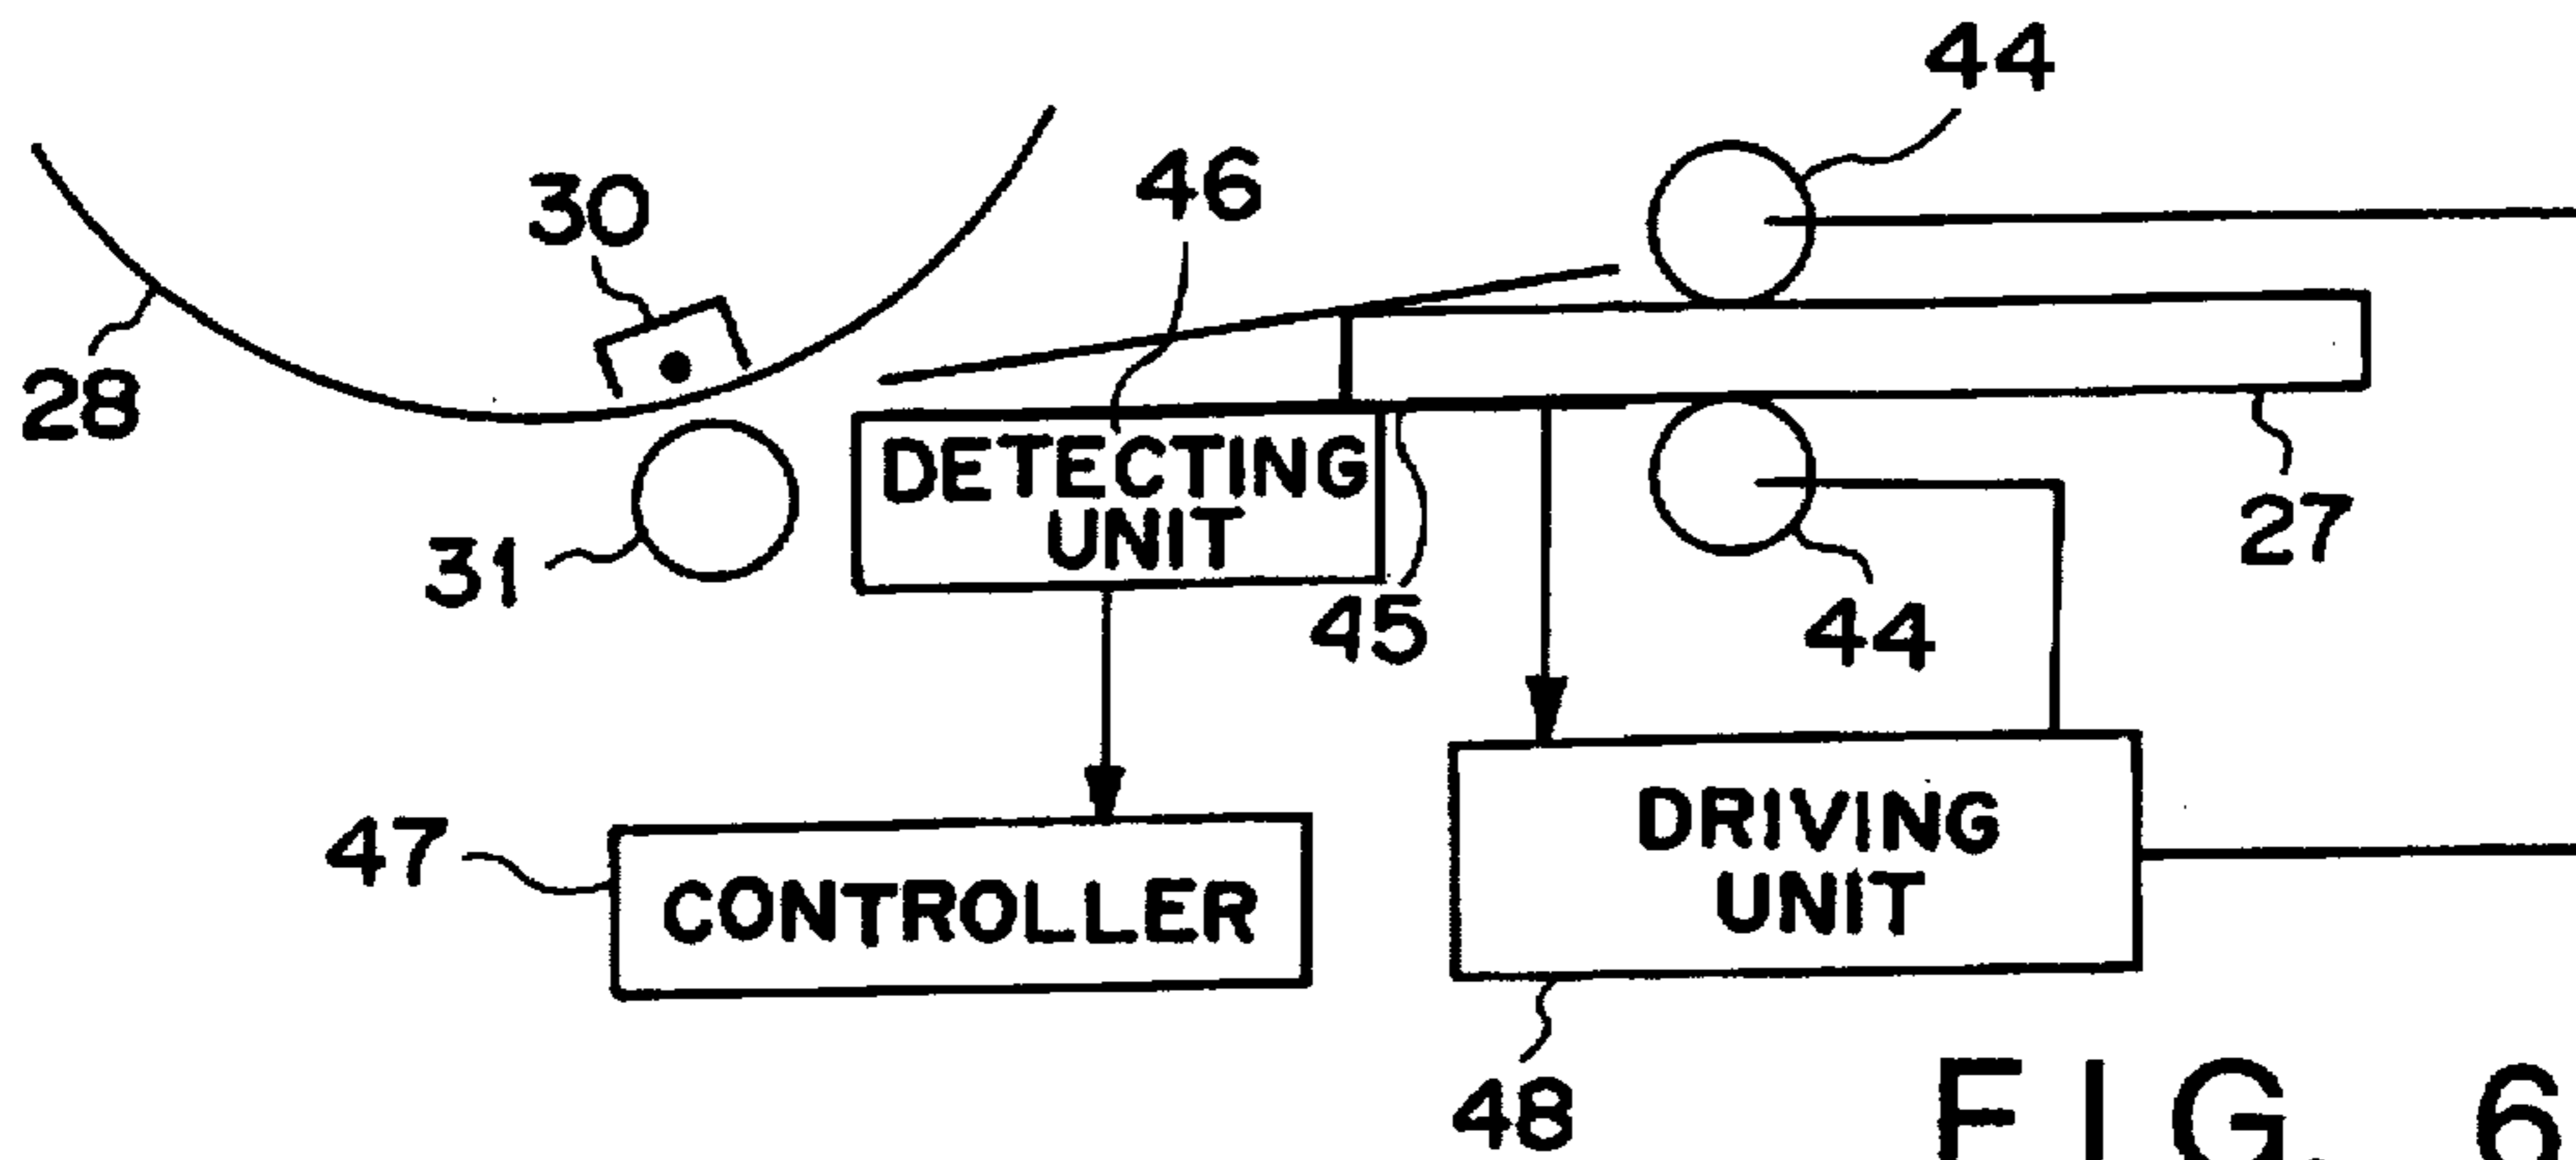 44
46
30
28
DETECTING
UNIT
27
31
45
44
47
CONTROLLER
DRIVING
UNIT
48
FIG. 6